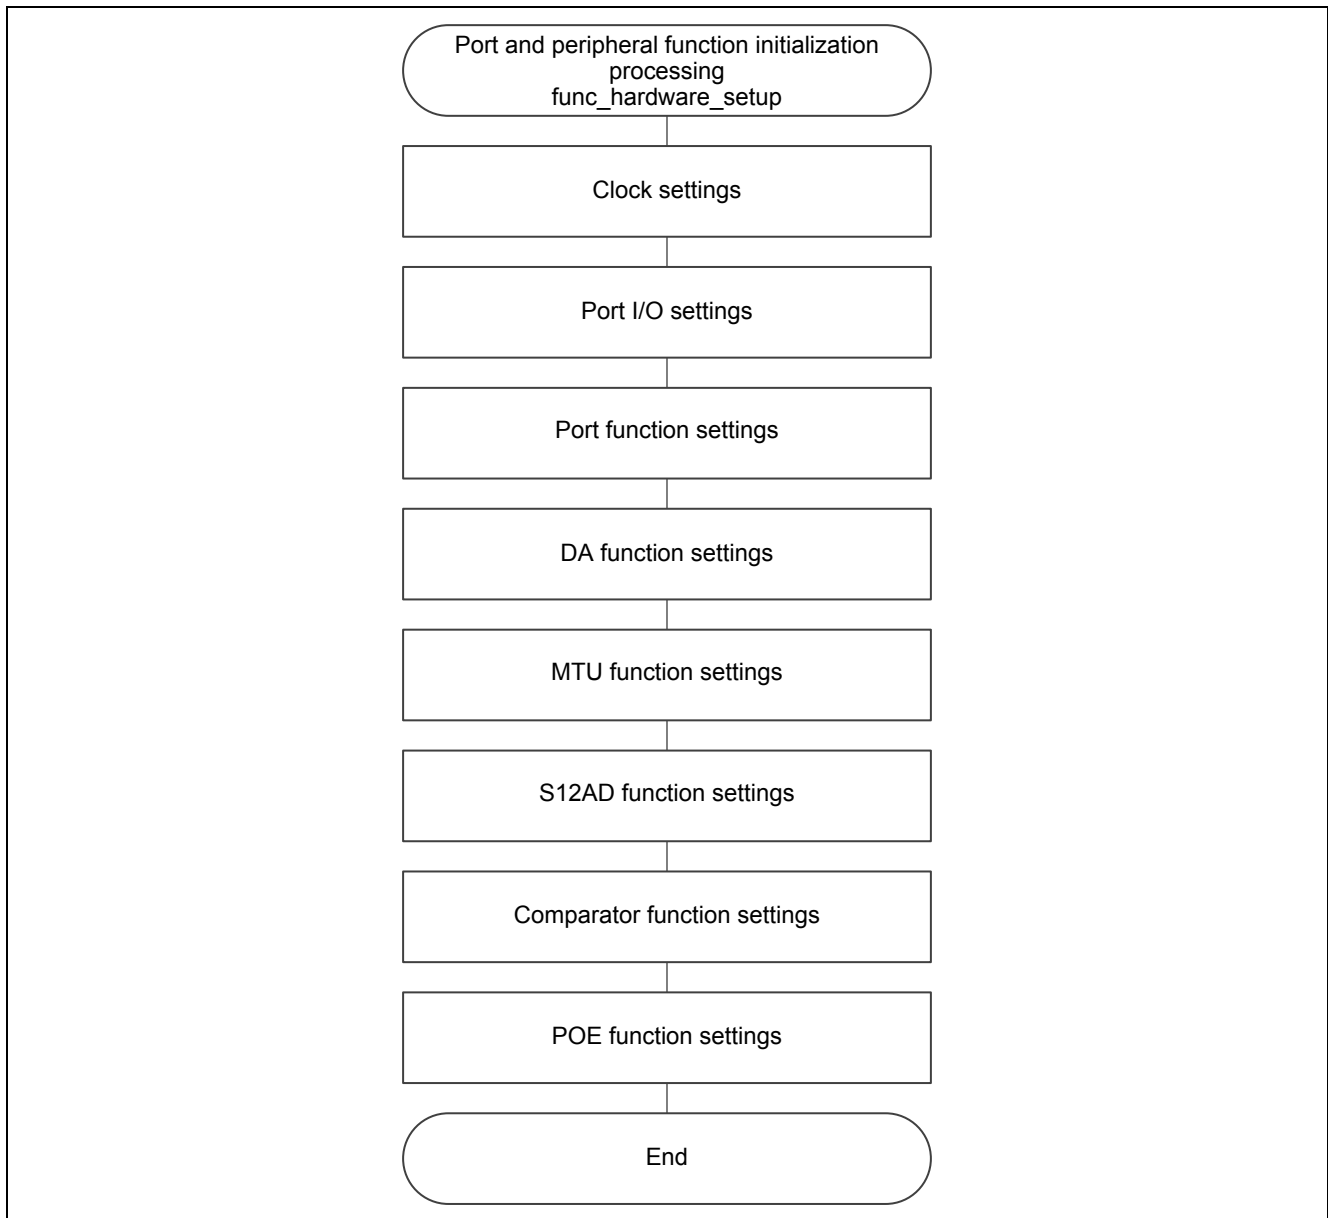 Port and peripheral function initialization
processing
func_hardware_setup
Clock settings
Port I/O settings
Port function settings
DA function settings
MTU function settings
S12AD function settings
Comparator function settings
POE function settings
End